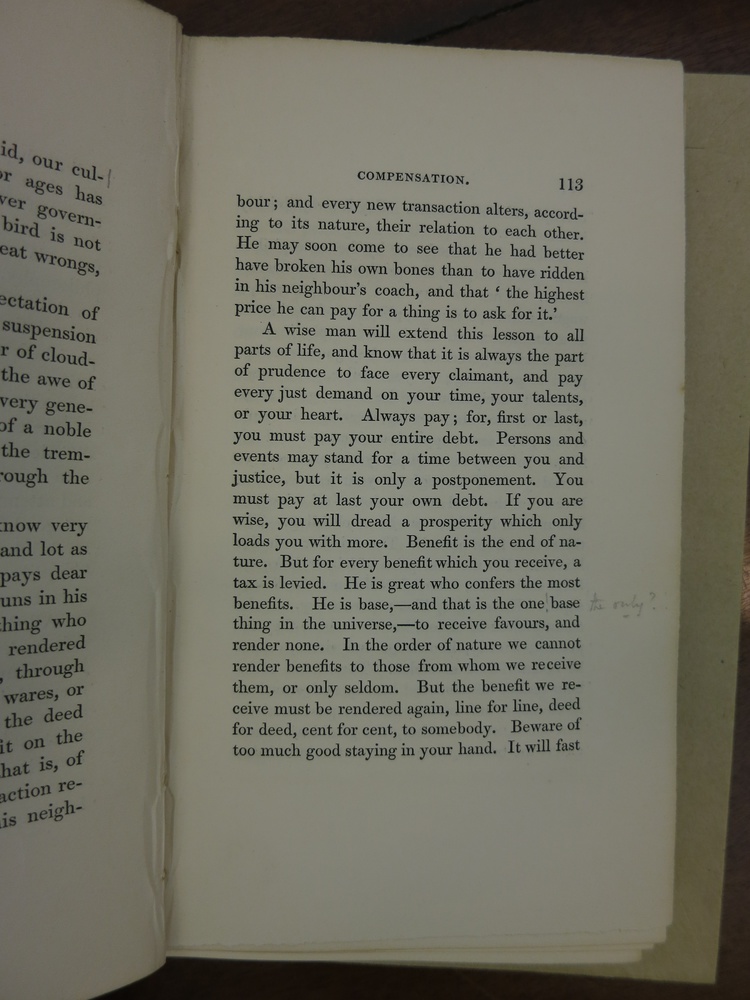 id, our cul-
ages has
govern-
bird is not
eat wrongs,
ectation of
suspension
r of cloud-
the awe of
very gene-
of a noble
the trem-
rough the
now very
and lot as
pays dear
uns in his
thing who
rendered
, through
wares, or
the deed
it on the
hat is, of
action re-
is neigh-
COMPENSATION. 113
bour; and every new transaction alters, accord-
ing to its nature, their relation to each other.
He may soon come to see that he had better
have broken his own bones than to have ridden
in his neighbour's coach, and that ‘ the highest
price he can pay for a thing is to ask for it.’
A wise man will extend this lesson to all
parts of life, and know that it is always the part
of prudence to face every claimant, and pay
every just demand on your time, your talents,
or your heart. Always pay; for, first or last,
you must pay your entire debt. Persons and
events may stand for a time between you and
justice, but it is only a postponement. You
must pay at last your own debt. If you are
wise, you will dread a prosperity which only
loads you with more. Benefit is the end of na-
ture. But for every benefit which you receive, a
tax is levied. He is great who confers the most
benefits. He is base,—and that is the one base
the only?
thing in the universe,—to receive favours, and
render none. In the order of nature we cannot
render benefits to those from whom we receive
them, or only seldom. But the benefit we re-
ceive must be rendered again, line for line, deed
for deed, cent for cent, to somebody. Beware of
too much good staying in your hand. It will fast